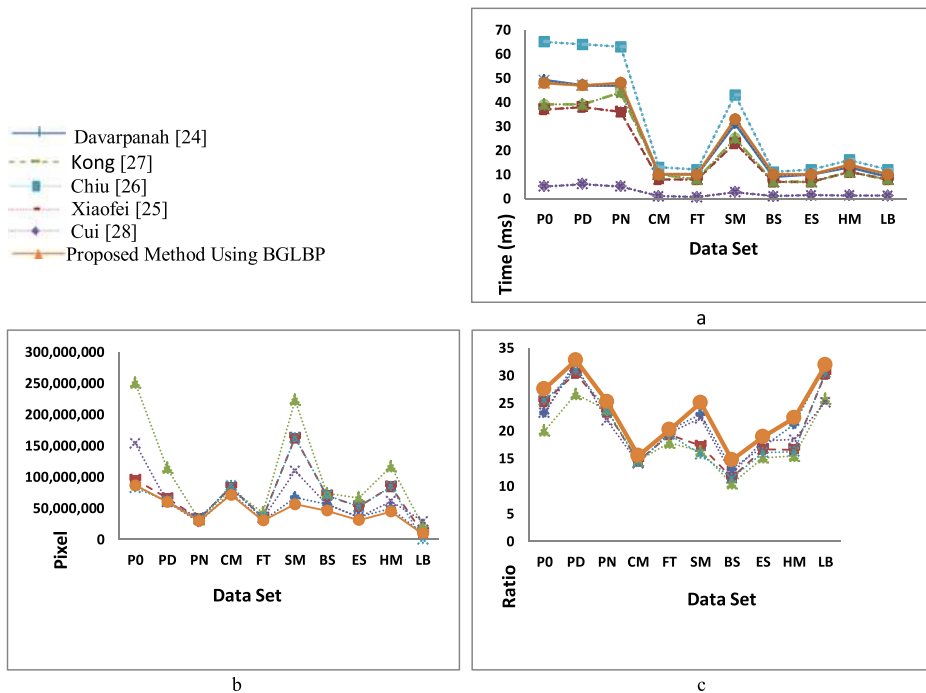 Davarpanah [24]
Kong [27]
Chiu [26]
Xiaofei [25]
Cui [28]
Proposed Method Using BGLBP
70
60
50
40
30
20
10
0
P0 PD PN CM FT SM BS ES HM LB
Time (ms)
Data Set
a
300,000,000
250,000,000
200,000,000
150,000,000
100,000,000
50,000,000
0
P0 PD PN CM FT SM BS ES HM LB
Pixel
Data Set
b
35
30
25
20
15
10
5
0
P0 PD PN CM FT SM BS ES HM LB
Ratio
Data Set
c